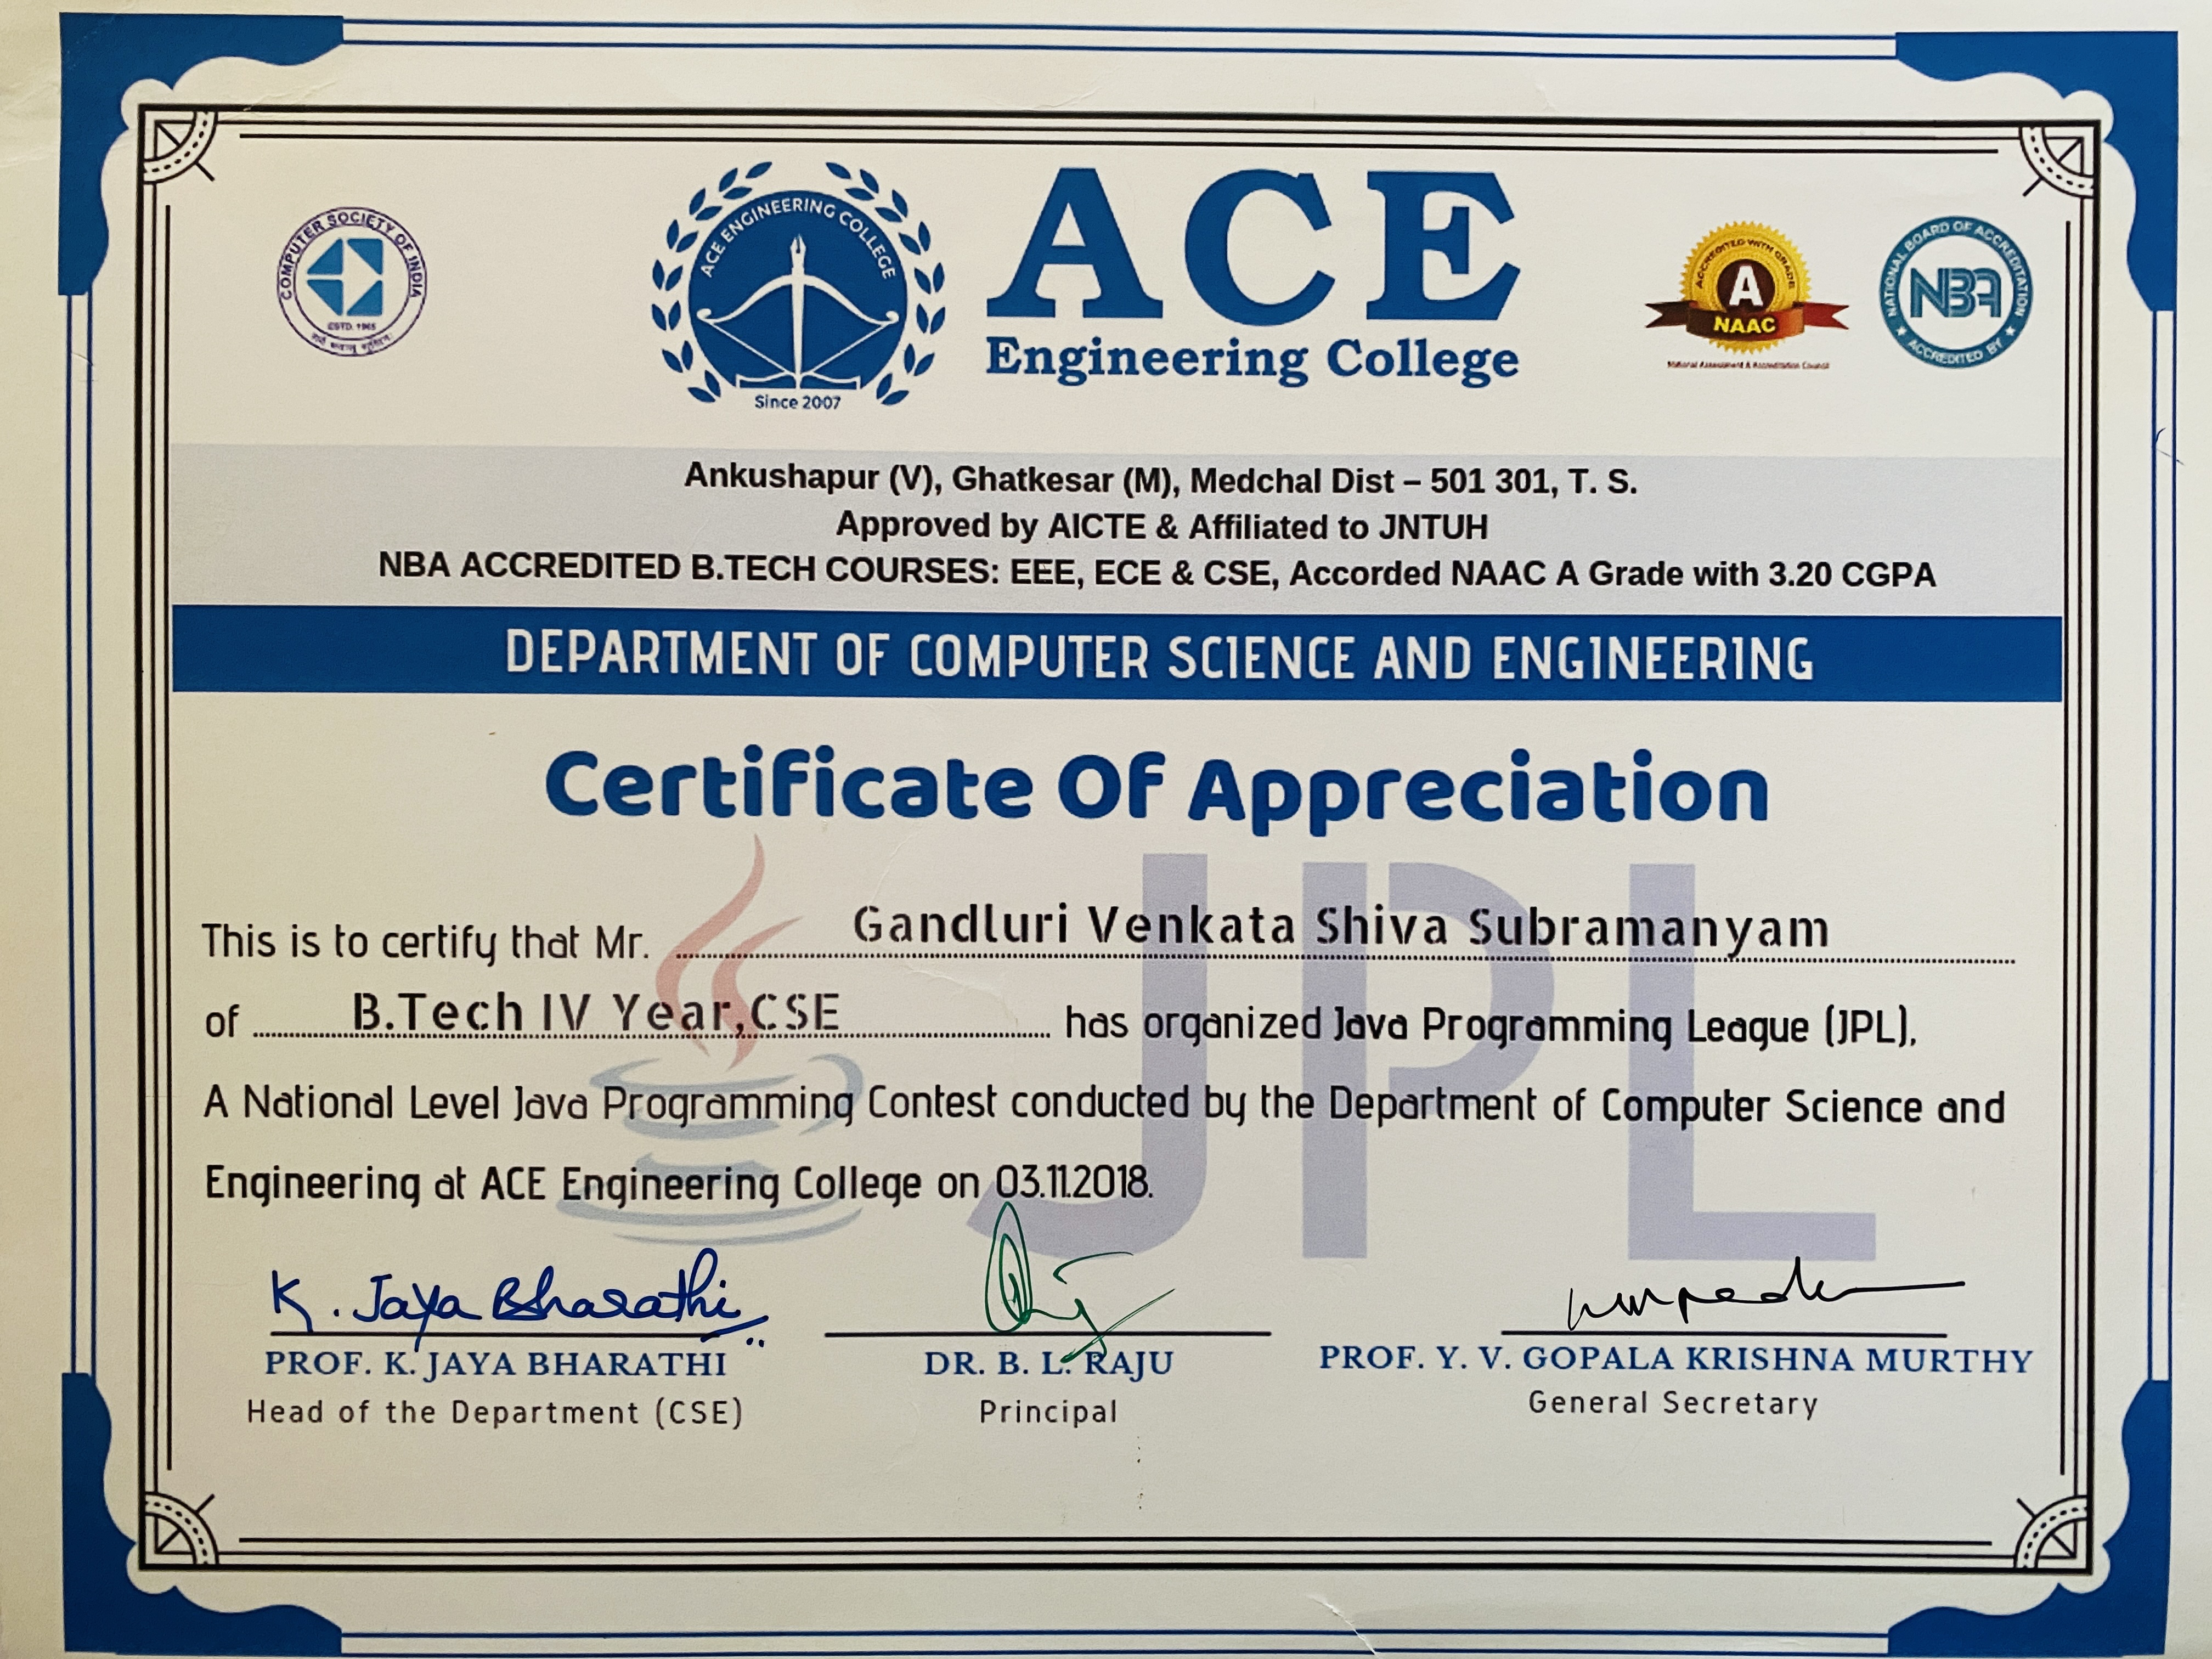 COMPUTER SOCIETY OF INDIA
ESTD. 1965
ACE ENGINEERING COLLEGE
Since 2007
ACE
Engineering College
ACCREDITED WITH GRADE
A
NAAC
National Assessment & Accreditation Council
NATIONAL BOARD OF ACCREDITATION
NBA
ACCREDITED BY
Ankushapur (V), Ghatkesar (M), Medchal Dist – 501 301, T. S.
Approved by AICTE & Affiliated to JNTUH
NBA ACCREDITED B.TECH COURSES: EEE, ECE & CSE, Accorded NAAC A Grade with 3.20 CGPA
DEPARTMENT OF COMPUTER SCIENCE AND ENGINEERING
Certificate Of Appreciation
JPL
This is to certify that Mr. Gandluri Venkata Shiva Subramanyam
of B.Tech IV Year,CSE has organized Java Programming League (JPL),
A National Level Java Programming Contest conducted by the Department of Computer Science and
Engineering at ACE Engineering College on 03.11.2018.
K. Jaya Bharathi
PROF. K. JAYA BHARATHI
Head of the Department (CSE)
DR. B. L. RAJU
Principal
PROF. Y. V. GOPALA KRISHNA MURTHY
General Secretary